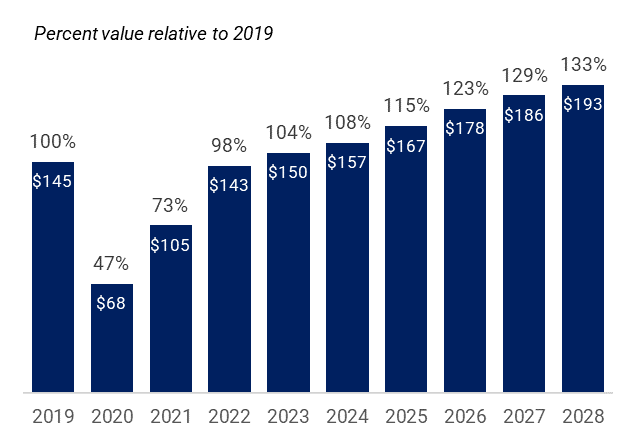 Percent value relative to 2019
100% 47% 73% 98% 104% 108% 115% 123% 129% 133%
$145 $68 $105 $143 $150 $157 $167 $178 $186 $193
2019 2020 2021 2022 2023 2024 2025 2026 2027 2028